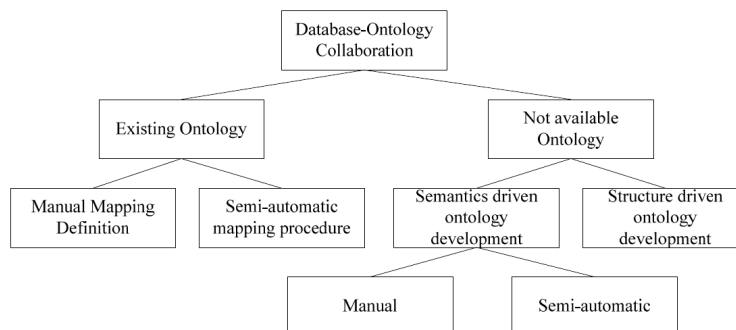 Database-Ontology
Collaboration
Existing Ontology
Not available
Ontology
Manual Mapping
Definition
Semi-automatic
mapping procedure
Semantics driven
ontology
development
Structure driven
ontology
development
Manual
Semi-automatic